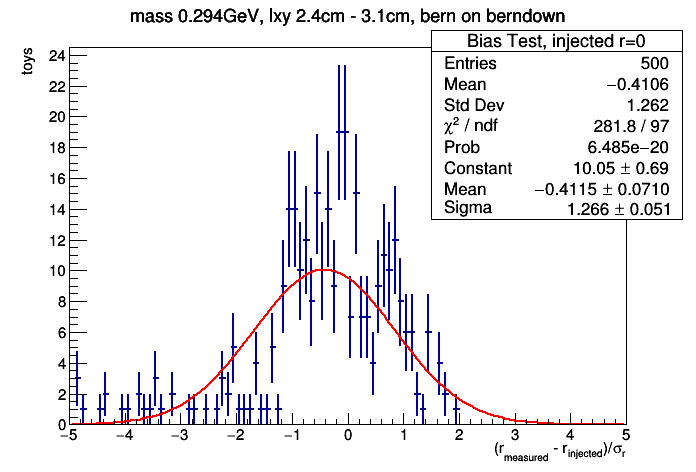 mass 0.294GeV, lxy 2.4cm - 3.1cm, bern on berndown
Bias Test, injected r=0
Entries 500
Mean −0.4106
Std Dev 1.262
χ² / ndf 281.8 / 97
Prob 6.485e−20
Constant 10.05 ± 0.69
Mean −0.4115 ± 0.0710
Sigma 1.266 ± 0.051
toys
24
22
20
18
16
14
12
10
8
6
4
2
0
−5 −4 −3 −2 −1 0 1 2 3 4 5
(r_measured - r_injected)/σ_r